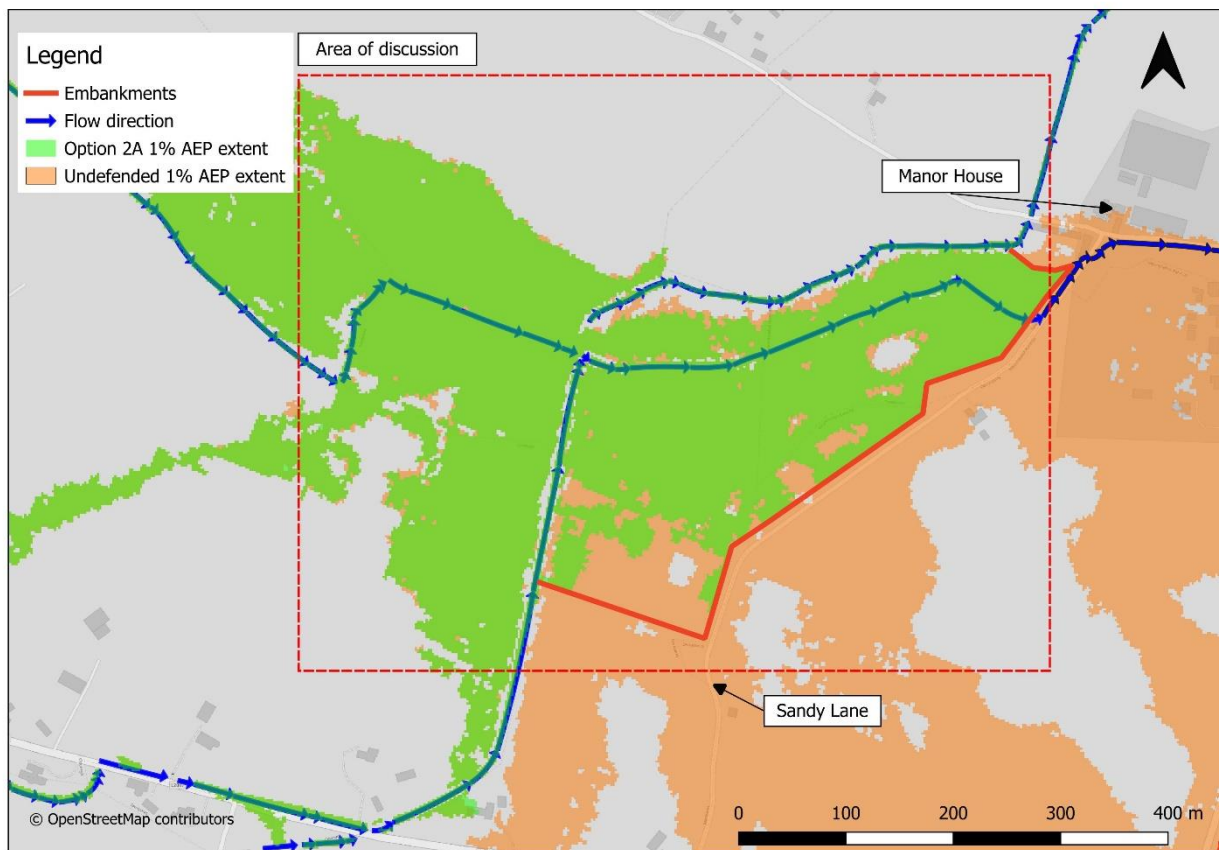 Legend
Embankments
Flow direction
Option 2A 1% AEP extent
Undefended 1% AEP extent
Area of discussion
Manor House
Sandy Lane
© OpenStreetMap contributors
0 100 200 300 400 m